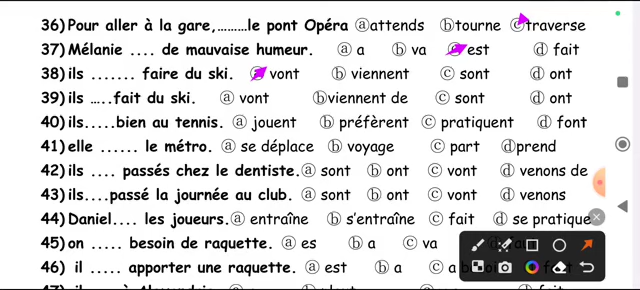 36) Pour aller à la gare,.........le pont Opéra ⓐattends ⓑtourne ⓒtraverse
37) Mélanie .... de mauvaise humeur. ⓐ a ⓑ va ⓒ est ⓓ fait
38) ils ....... faire du ski. ⓐ vont ⓑ viennent ⓒ sont ⓓ ont
39) ils .....fait du ski. ⓐ vont ⓑviennent de ⓒ sont ⓓ ont
40) ils.....bien au tennis. ⓐ jouent ⓑ préfèrent ⓒ pratiquent ⓓ font
41) elle ...... le métro. ⓐ se déplace ⓑ voyage ⓒ part ⓓprend
42) ils .... passés chez le dentiste.ⓐ sont ⓑ ont ⓒ vont ⓓ venons de
43) ils....passé la journée au club. ⓐ sont ⓑ ont ⓒ vont ⓓ venons
44) Daniel.... les joueurs.ⓐ entraîne ⓑ s'entraîne ⓒ fait ⓓ se pratique
45) on ..... besoin de raquette. ⓐ es ⓑ a ⓒ va
46) il ..... apporter une raquette. ⓐ est ⓑ a ⓒ a